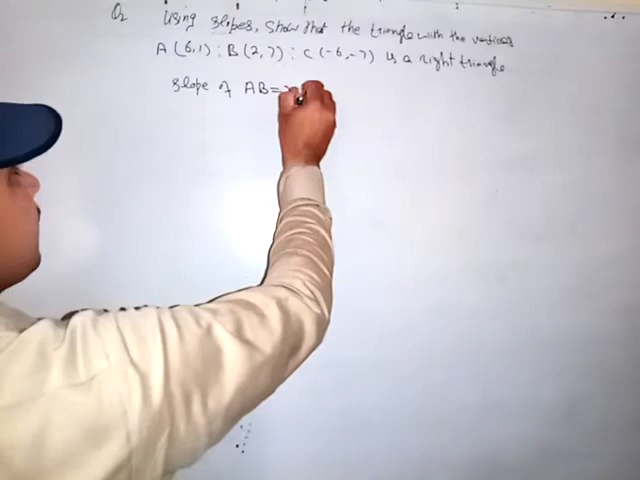 Q2 Using slopes, Show that the triangle with the vertices
A (6,1) : B (2,7) : C (-6,-7) is a right triangle
Slope of AB =